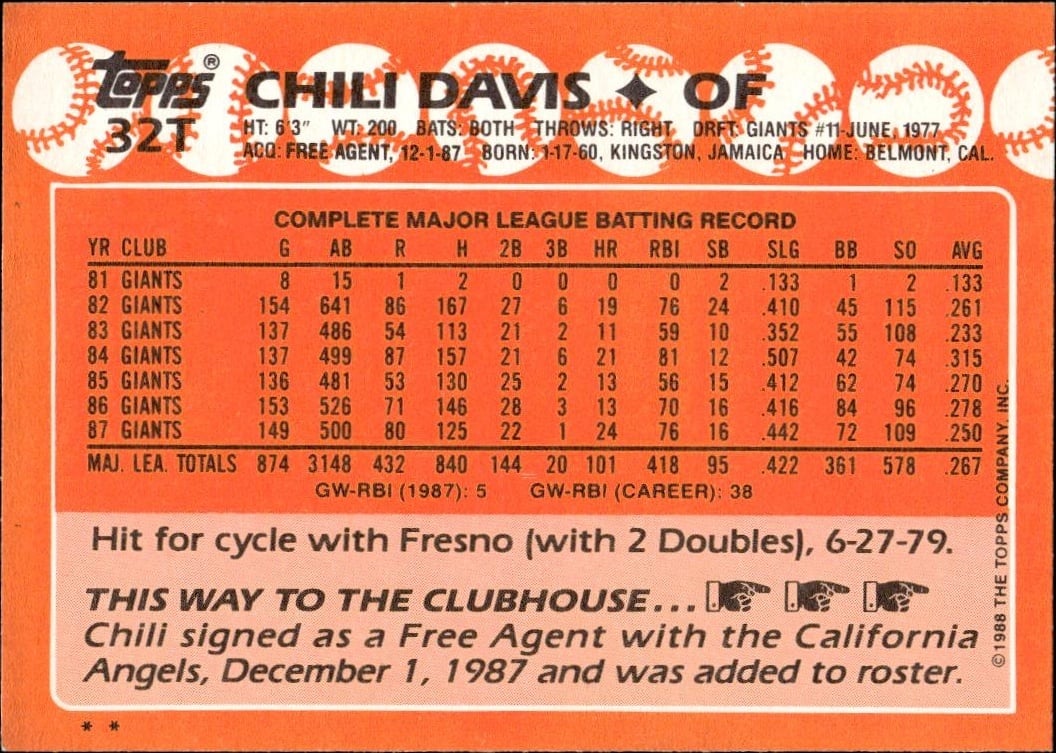 topps® CHILI DAVIS ✦ OF
32T
HT: 6'3" WT: 200 BATS: BOTH THROWS: RIGHT DRFT: GIANTS #11-JUNE, 1977
ACQ: FREE AGENT, 12-1-87 BORN: 1-17-60, KINGSTON, JAMAICA HOME: BELMONT, CAL.
COMPLETE MAJOR LEAGUE BATTING RECORD
YR CLUB G AB R H 2B 3B HR RBI SB SLG BB SO AVG
81 GIANTS 8 15 1 2 0 0 0 0 2 .133 1 2 .133
82 GIANTS 154 641 86 167 27 6 19 76 24 .410 45 115 .261
83 GIANTS 137 486 54 113 21 2 11 59 10 .352 55 108 .233
84 GIANTS 137 499 87 157 21 6 21 81 12 .507 42 74 .315
85 GIANTS 136 481 53 130 25 2 13 56 15 .412 62 74 .270
86 GIANTS 153 526 71 146 28 3 13 70 16 .416 84 96 .278
87 GIANTS 149 500 80 125 22 1 24 76 16 .442 72 109 .250
MAJ. LEA. TOTALS 874 3148 432 840 144 20 101 418 95 .422 361 578 .267
GW-RBI (1987): 5 GW-RBI (CAREER): 38
Hit for cycle with Fresno (with 2 Doubles), 6-27-79.
THIS WAY TO THE CLUBHOUSE...
Chili signed as a Free Agent with the California
Angels, December 1, 1987 and was added to roster.
©1988 THE TOPPS COMPANY, INC.
* *